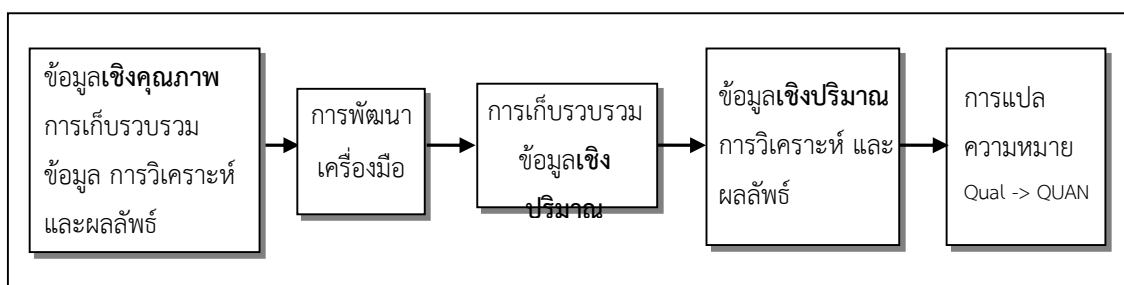 ข้อมูลเชิงคุณภาพ
การเก็บรวบรวม
ข้อมูล การวิเคราะห์
และผลลัพธ์
การพัฒนา
เครื่องมือ
การเก็บรวบรวม
ข้อมูลเชิง
ปริมาณ
ข้อมูลเชิงปริมาณ
การวิเคราะห์ และ
ผลลัพธ์
การแปล
ความหมาย
Qual -> QUAN